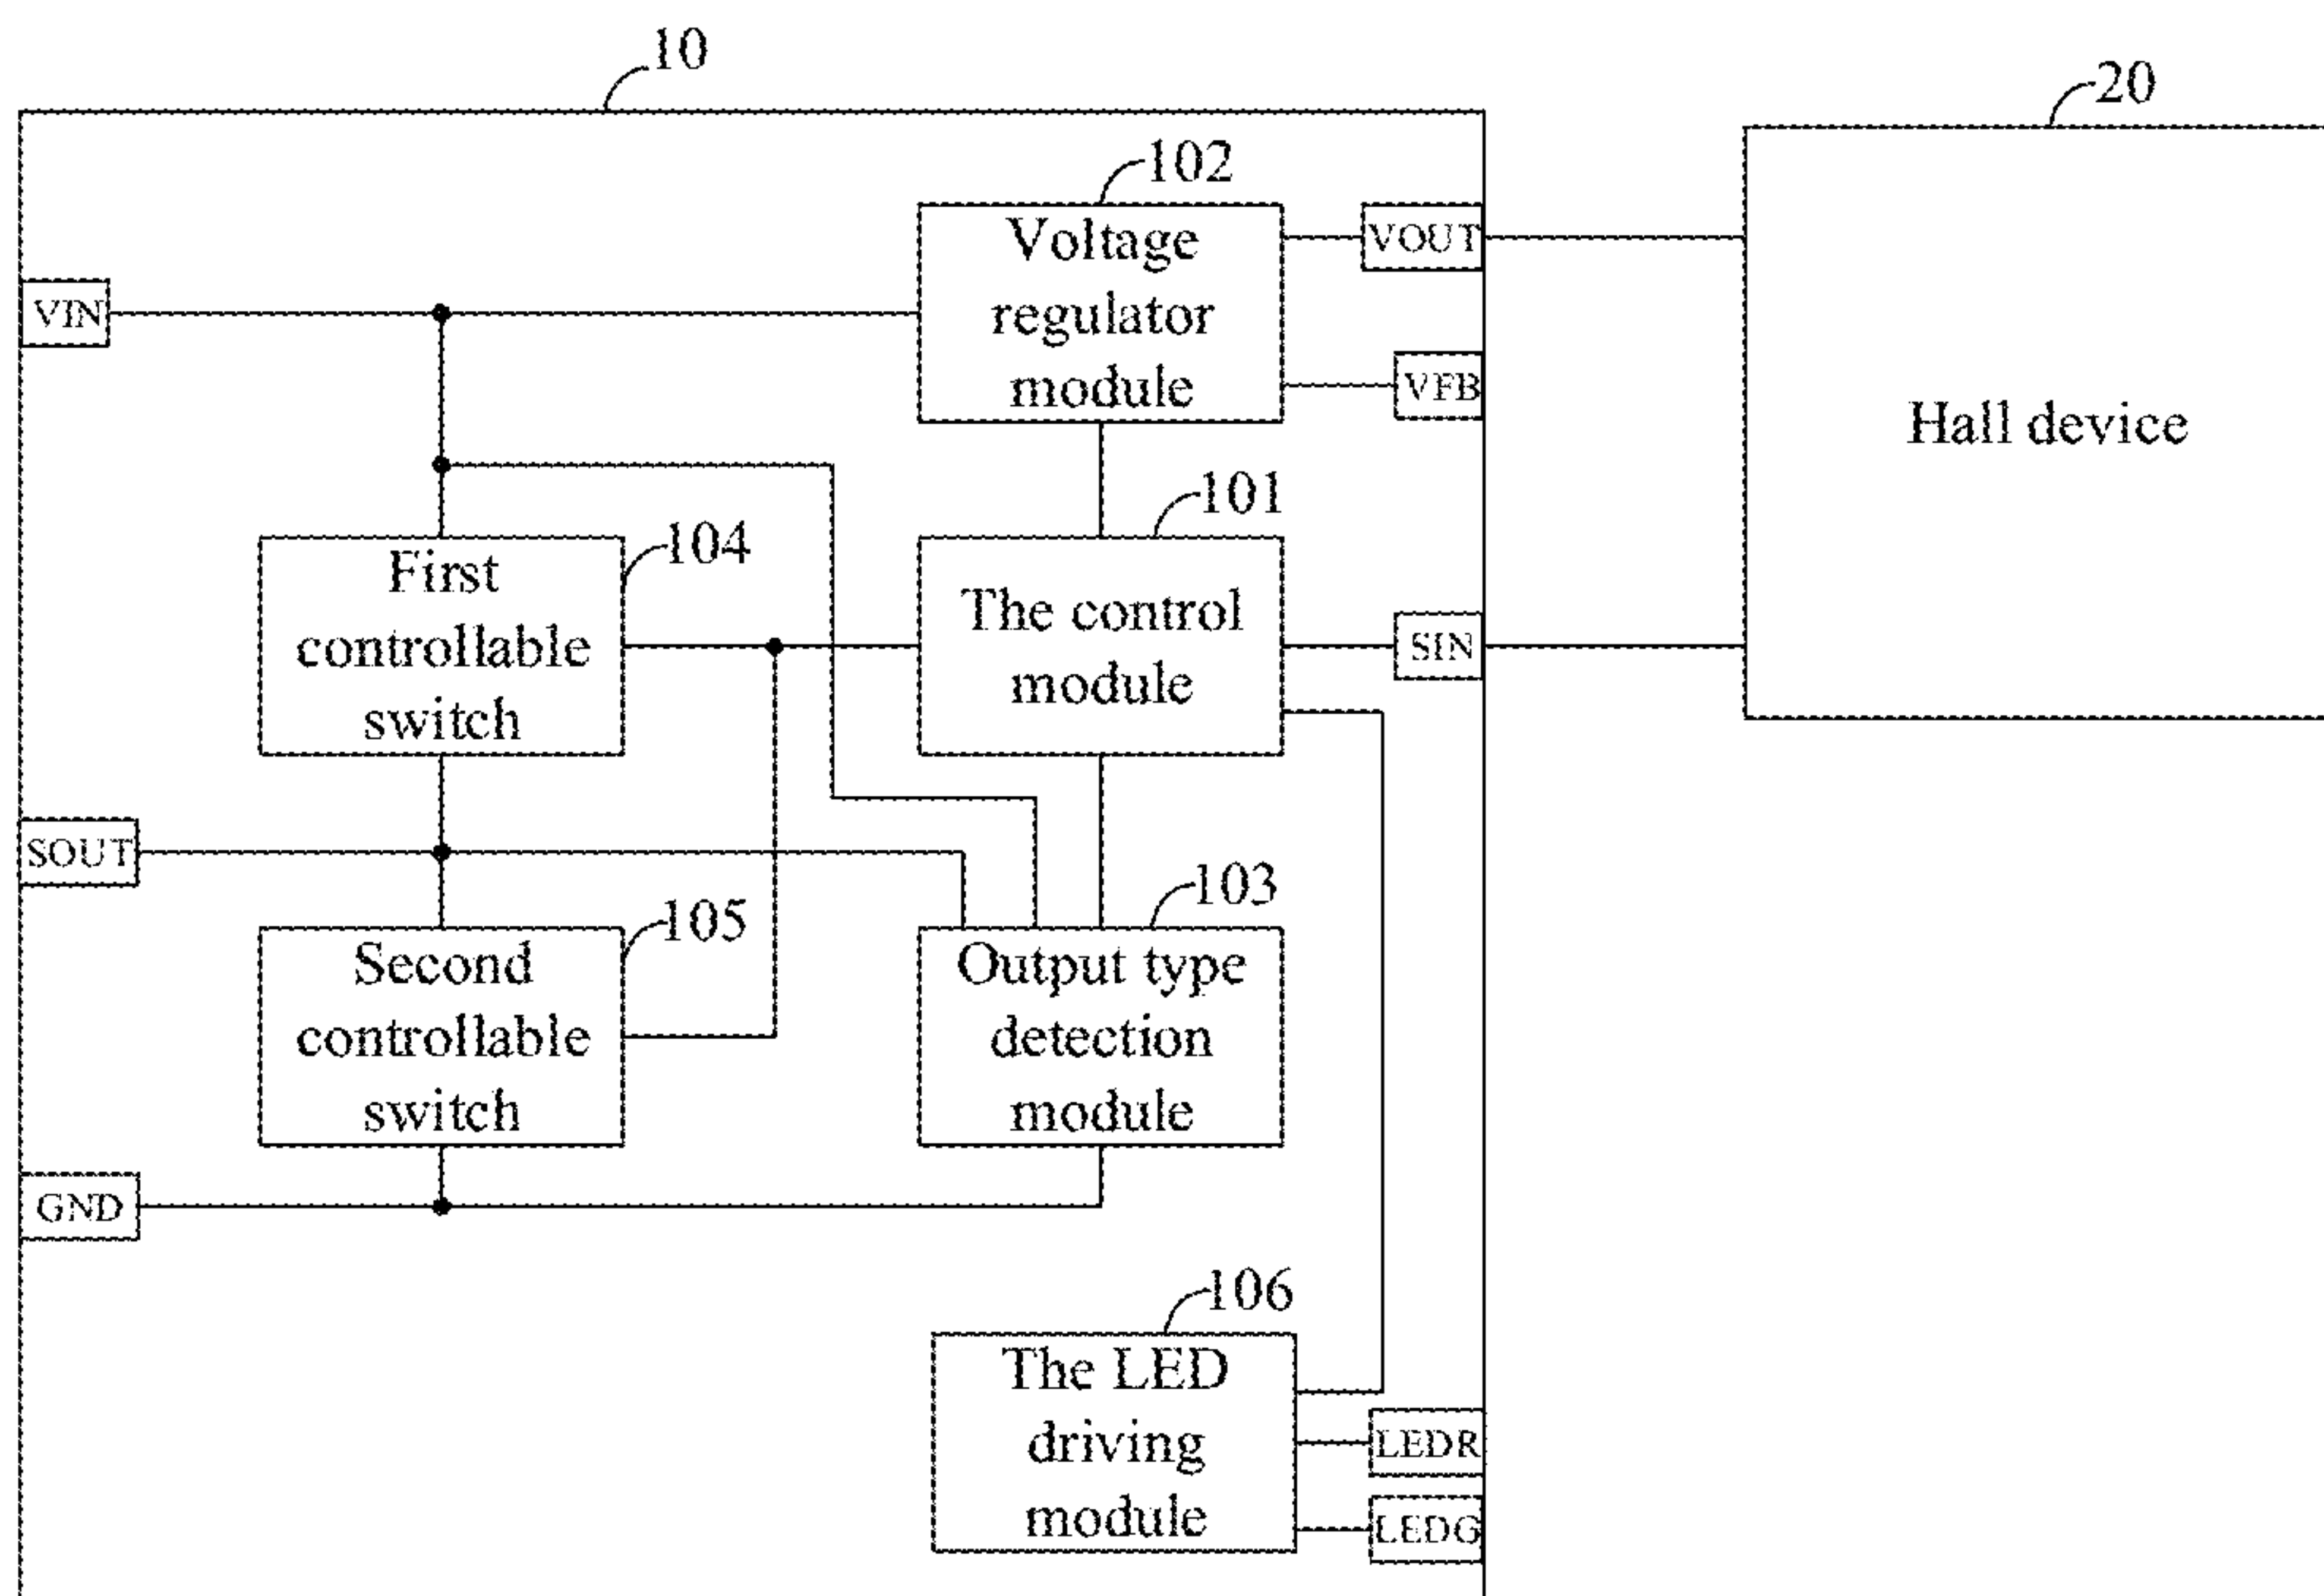 10
20
102
Voltage
regulator
module
VOUT
VIN
VFB
Hall device
101
104
First
controllable
switch
The control
module
SIN
SOUT
103
105
Second
controllable
switch
Output type
detection
module
GND
106
The LED
driving
module
LEDR
LEDG